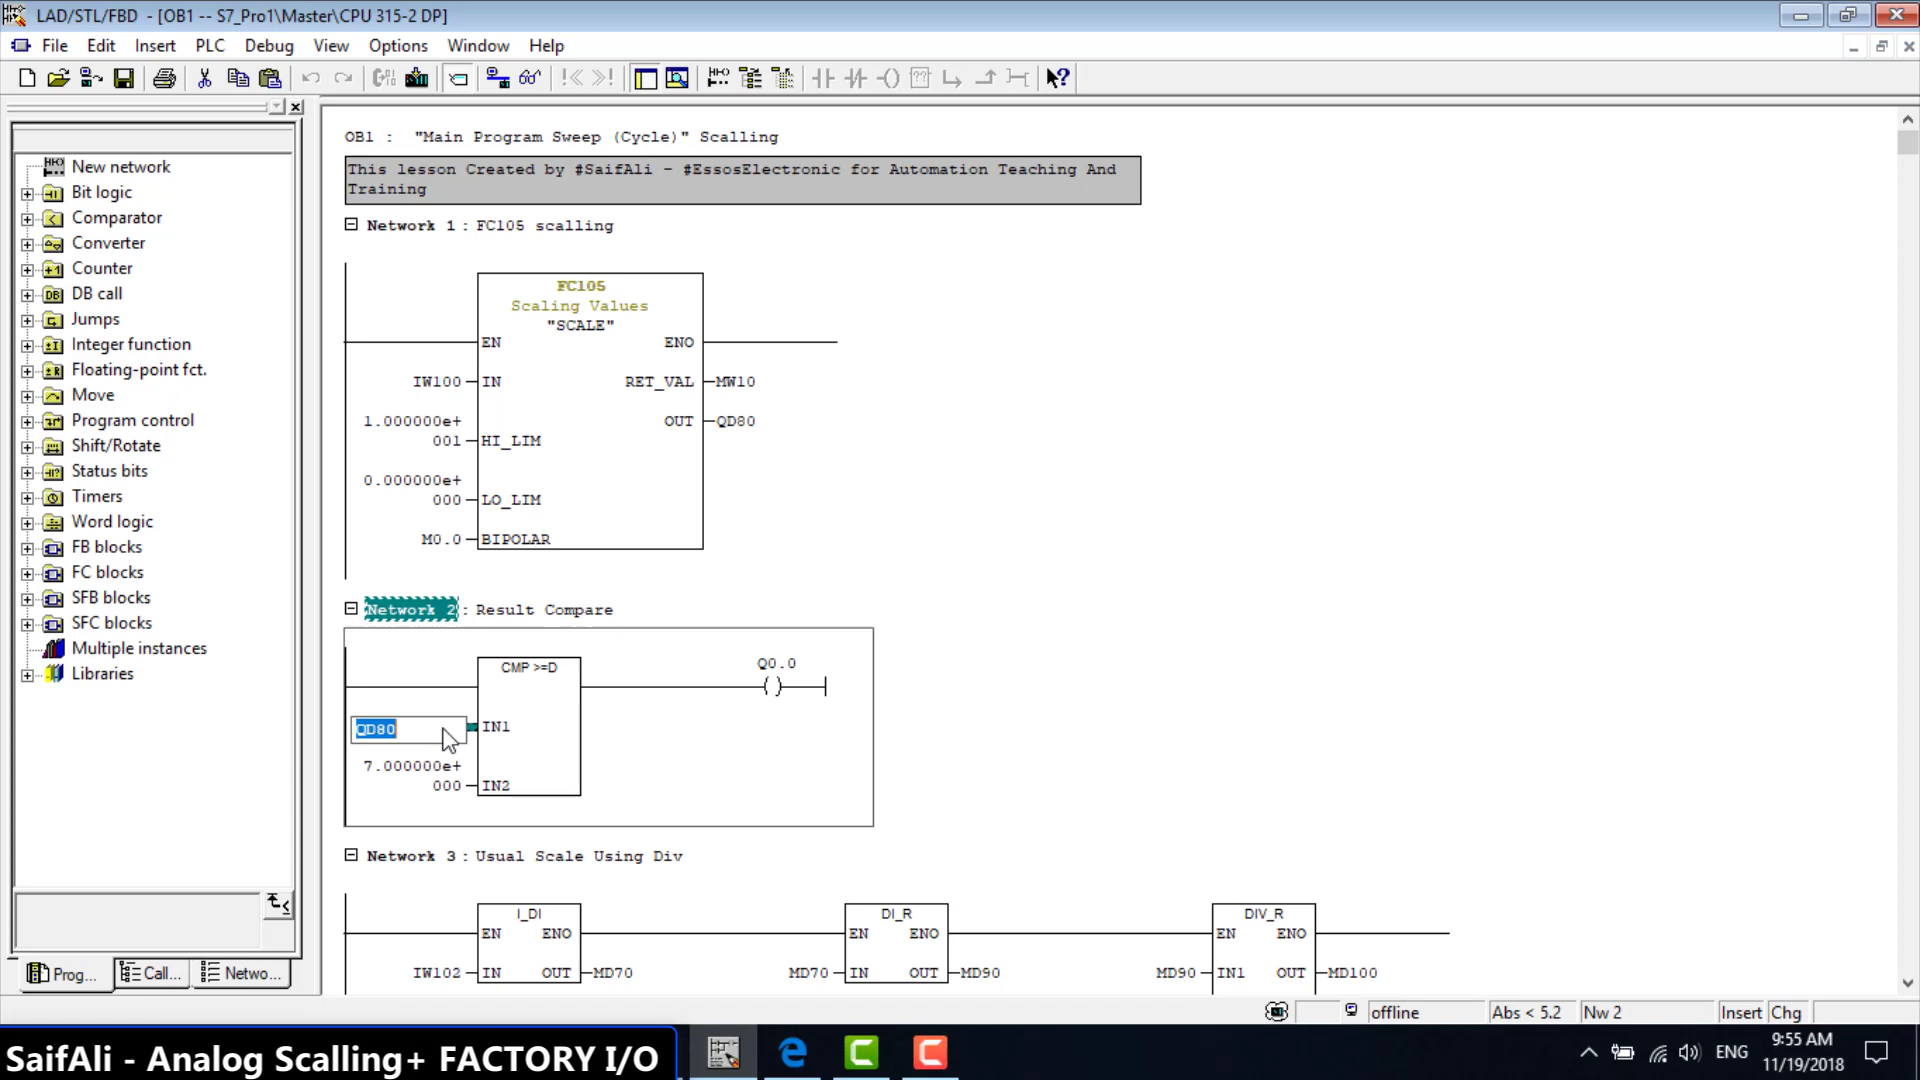 LAD/STL/FBD - [OB1 -- S7_Pro1\Master\CPU 315-2 DP]
File Edit Insert PLC Debug View Options Window Help
New network
Bit logic
Comparator
Converter
Counter
DB call
Jumps
Integer function
Floating-point fct.
Move
Program control
Shift/Rotate
Status bits
Timers
Word logic
FB blocks
FC blocks
SFB blocks
SFC blocks
Multiple instances
Libraries
Prog... Call... Netwo...
OB1 : "Main Program Sweep (Cycle)" Scalling
This lesson Created by #SaifAli - #EssosElectronic for Automation Teaching And
Training
Network 1 : FC105 scalling
FC105
Scaling Values
"SCALE"
EN ENO
IW100 IN RET_VAL MW10
1.000000e+ OUT QD80
001 HI_LIM
0.000000e+
000 LO_LIM
M0.0 BIPOLAR
Network 2 : Result Compare
CMP >=D Q0.0
QD80 IN1
7.000000e+
000 IN2
Network 3 : Usual Scale Using Div
I_DI DI_R DIV_R
EN ENO EN ENO EN ENO
IW102 IN OUT MD70 MD70 IN OUT MD90 MD90 IN1 OUT MD100
offline Abs < 5.2 Nw 2 Insert Chg
SaifAli - Analog Scalling+ FACTORY I/O
ENG
9:55 AM
11/19/2018